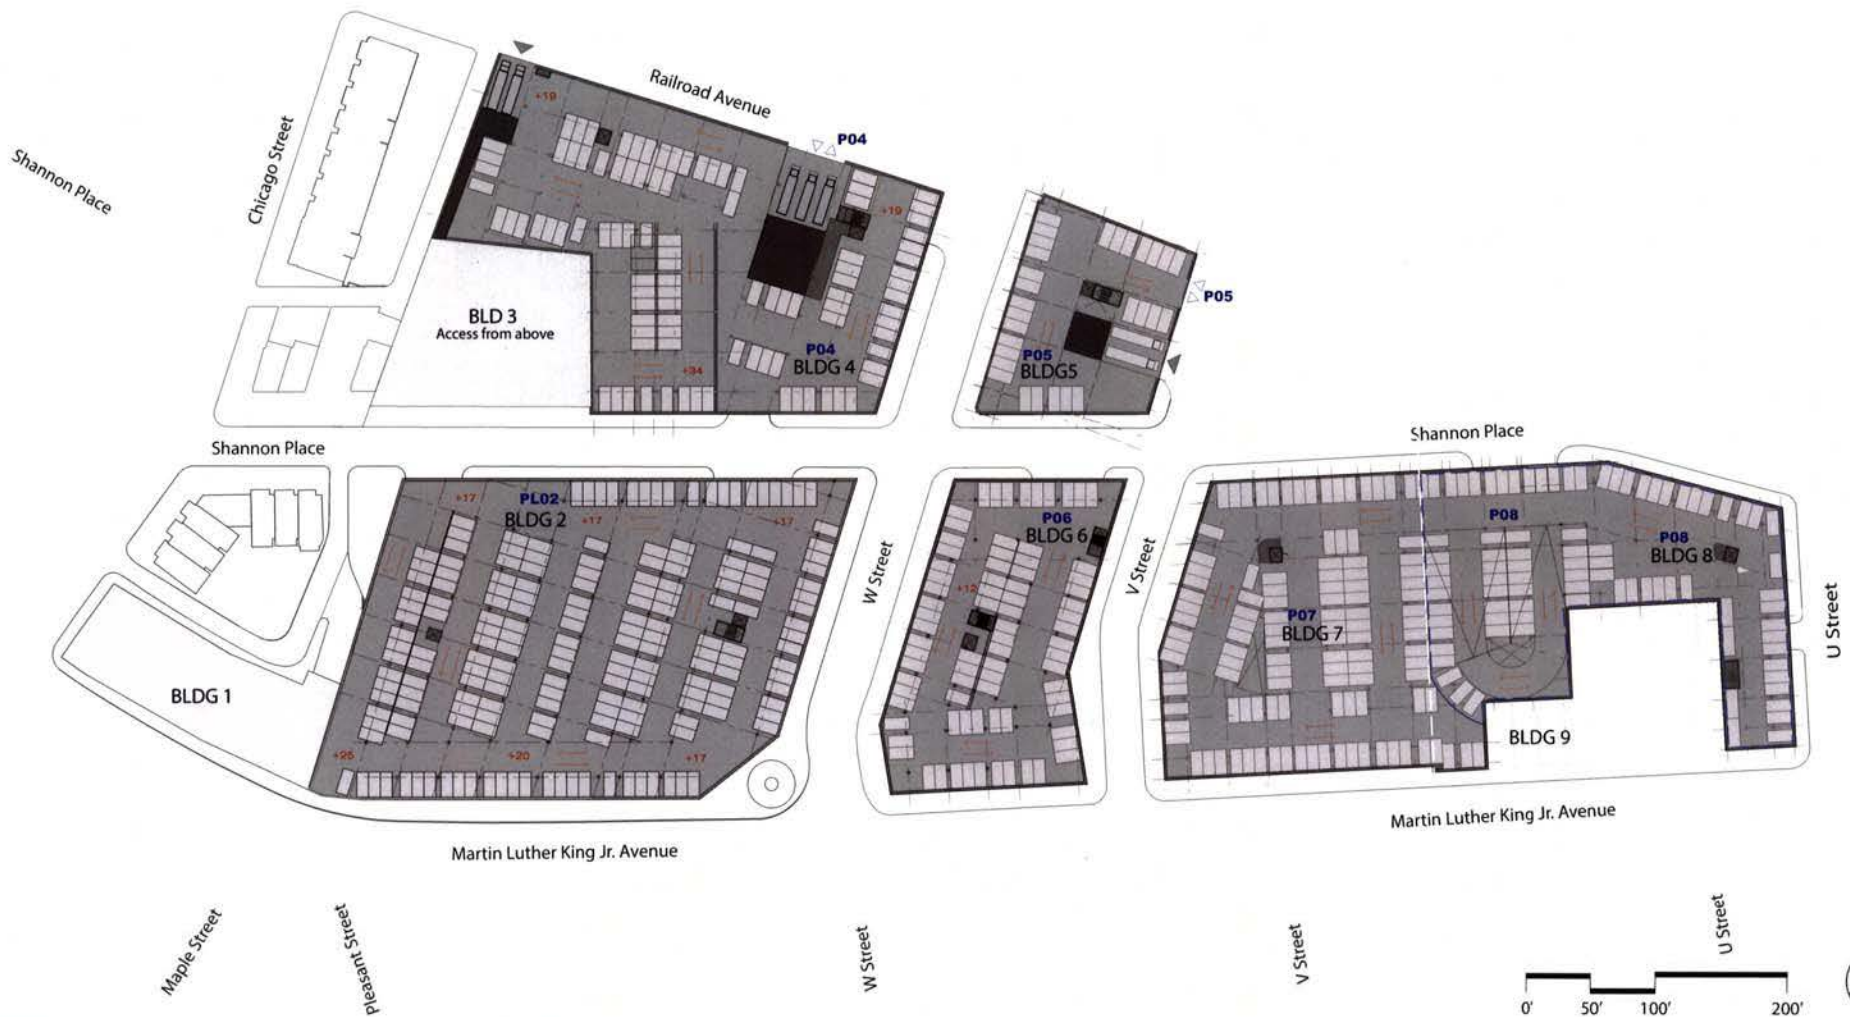 Railroad Avenue
P04
Chicago Street
Shannon Place
+19
+19
P05
BLD 3
Access from above
P04
BLDG 4
+34
P05
BLDG5
Shannon Place
Shannon Place
+17
PL02
BLDG 2
+17
+17
P06
BLDG 6
P08
P08
BLDG 8
W Street
V Street
+12
P07
BLDG 7
U Street
BLDG 1
BLDG 9
+25
+20
+17
Martin Luther King Jr. Avenue
Martin Luther King Jr. Avenue
Maple Street
Pleasant Street
W Street
V Street
U Street
0' 50' 100' 200'